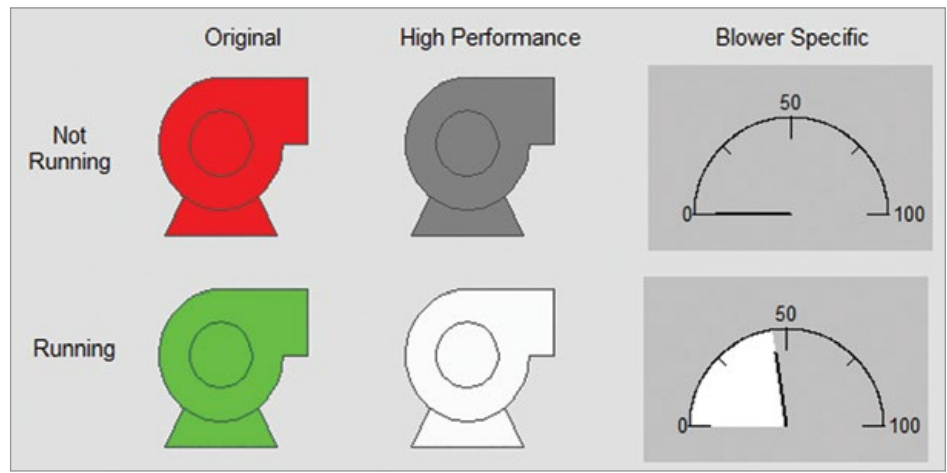 Original High Performance Blower Specific
Not
Running
50
0 100
Running
50
0 100